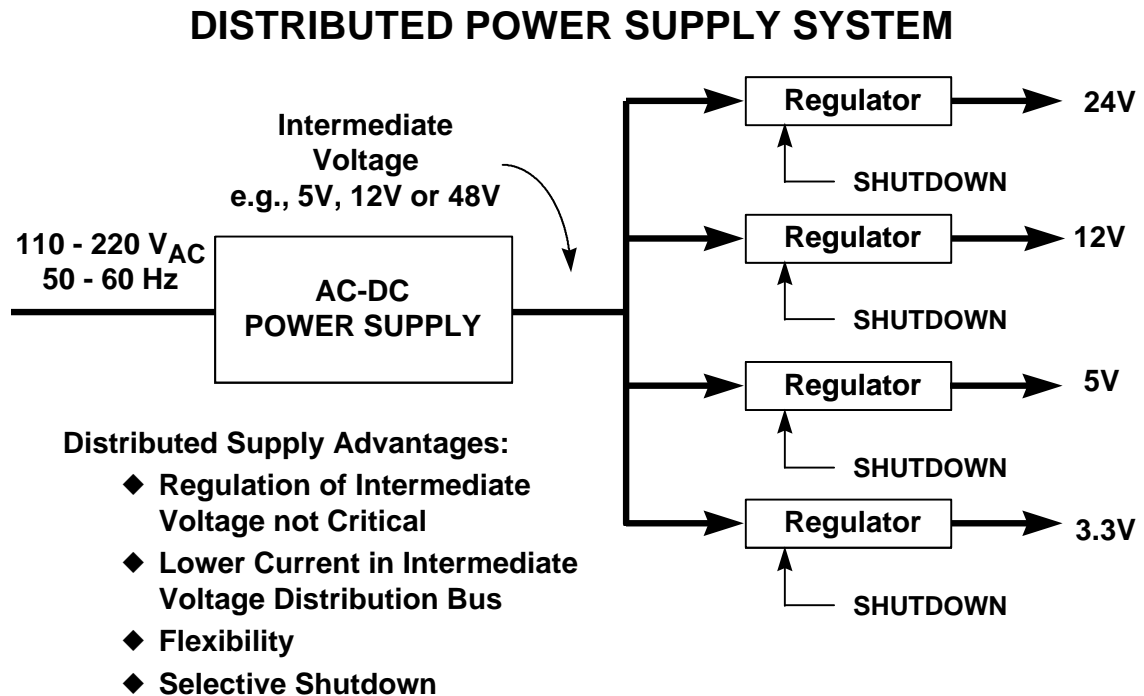 DISTRIBUTED POWER SUPPLY SYSTEM
Intermediate
Voltage
e.g., 5V, 12V or 48V
110 - 220 VAC
50 - 60 Hz
AC-DC
POWER SUPPLY
Regulator
24V
SHUTDOWN
Regulator
12V
SHUTDOWN
Regulator
5V
SHUTDOWN
Regulator
3.3V
SHUTDOWN
Distributed Supply Advantages:
◆ Regulation of Intermediate
Voltage not Critical
◆ Lower Current in Intermediate
Voltage Distribution Bus
◆ Flexibility
◆ Selective Shutdown